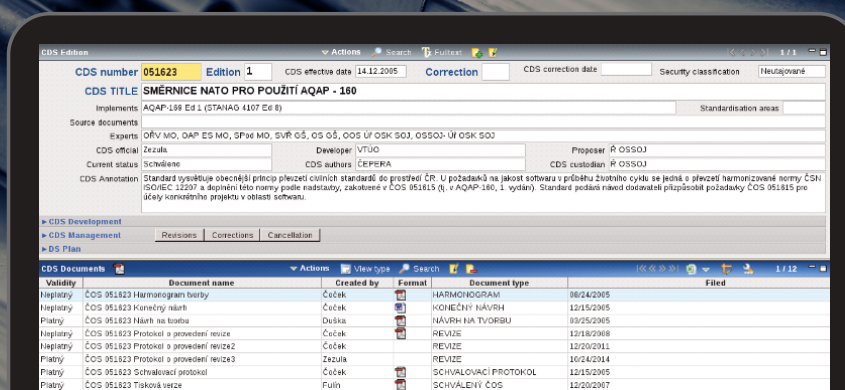 CDS Edition Actions Search Fulltext 1 / 1
CDS number 051623 Edition 1 CDS effective date 14.12.2005 Correction CDS correction date Security classification Neutajované
CDS TITLE SMĚRNICE NATO PRO POUŽITÍ AQAP - 160
Implements AQAP-169 Ed 1 (STANAG 4107 Ed 8) Standardisation areas
Source documents
Experts OŘV MO, OAP ES MO, SPod MO, SVŘ GŠ, OS GŠ, OOS Úř OSK SOJ, OSSOJ- Úř OSK SOJ
CDS official Zezula Developer VTÚO Proposer Ř OSSOJ
Current status Schváleno CDS authors ČEPERA CDS custodian Ř OSSOJ
CDS Annotation Standard vysvětluje obecnější princip převzetí civilních standardů do prostředí ČR. U požadavků na jakost softwaru v průběhu životního cyklu se jedná o převzetí harmonizované normy ČSN
ISO/IEC 12207 a doplnění této normy podle nadstavby, zakotvené v ČOS 051615 (tj. v AQAP-160, 1. vydání). Standard podává návod dodavateli přizpůsobit požadavky ČOS 051615 pro
účely konkrétního projektu v oblasti softwaru.
CDS Development
CDS Management Revisions Corrections Cancellation
DS Plan
CDS Documents Actions View type Search 1 / 12
Validity Document name Created by Format Document type Filed
Neplatný ČOS 051623 Harmonogram tvorby Čoček HARMONOGRAM 06/24/2005
Neplatný ČOS 051623 Konečný návrh Čoček KONEČNÝ NÁVRH 12/15/2005
Platný ČOS 051623 Návrh na tvorbu Duška NÁVRH NA TVORBU 03/25/2005
Neplatný ČOS 051623 Protokol o provedení revize Čoček REVIZE 12/18/2008
Neplatný ČOS 051623 Protokol o provedení revize2 Čoček REVIZE 12/20/2011
Platný ČOS 051623 Protokol o provedení revize3 Zezula REVIZE 10/24/2014
Platný ČOS 051623 Schvalovací protokol Čoček SCHVALOVACÍ PROTOKOL 12/15/2005
Platný ČOS 051623 Tisková verze Fulín SCHVÁLENÝ ČOS 12/20/2007